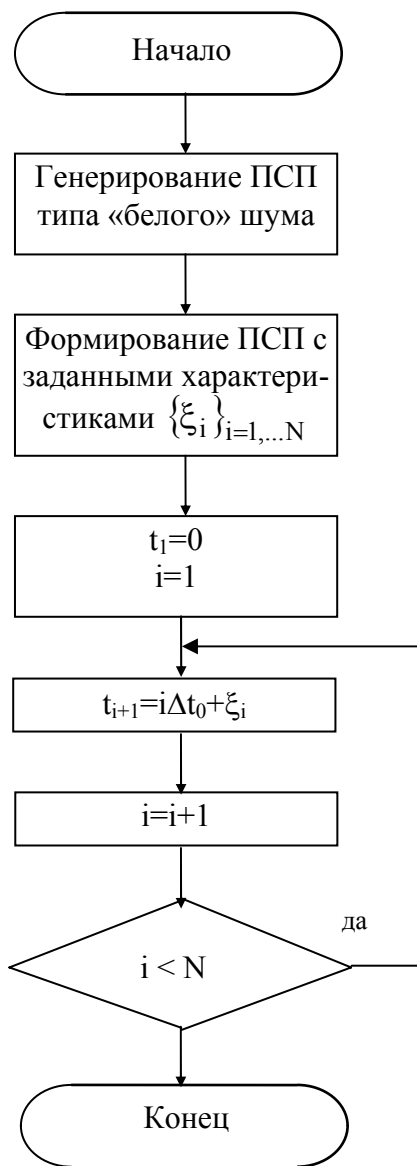 Начало
Генерирование ПСП
типа «белого» шума
Формирование ПСП с
заданными характери-
стиками {ξi}i=1,...N
t1=0
i=1
ti+1=iΔt0+ξi
i=i+1
да
i < N
Конец